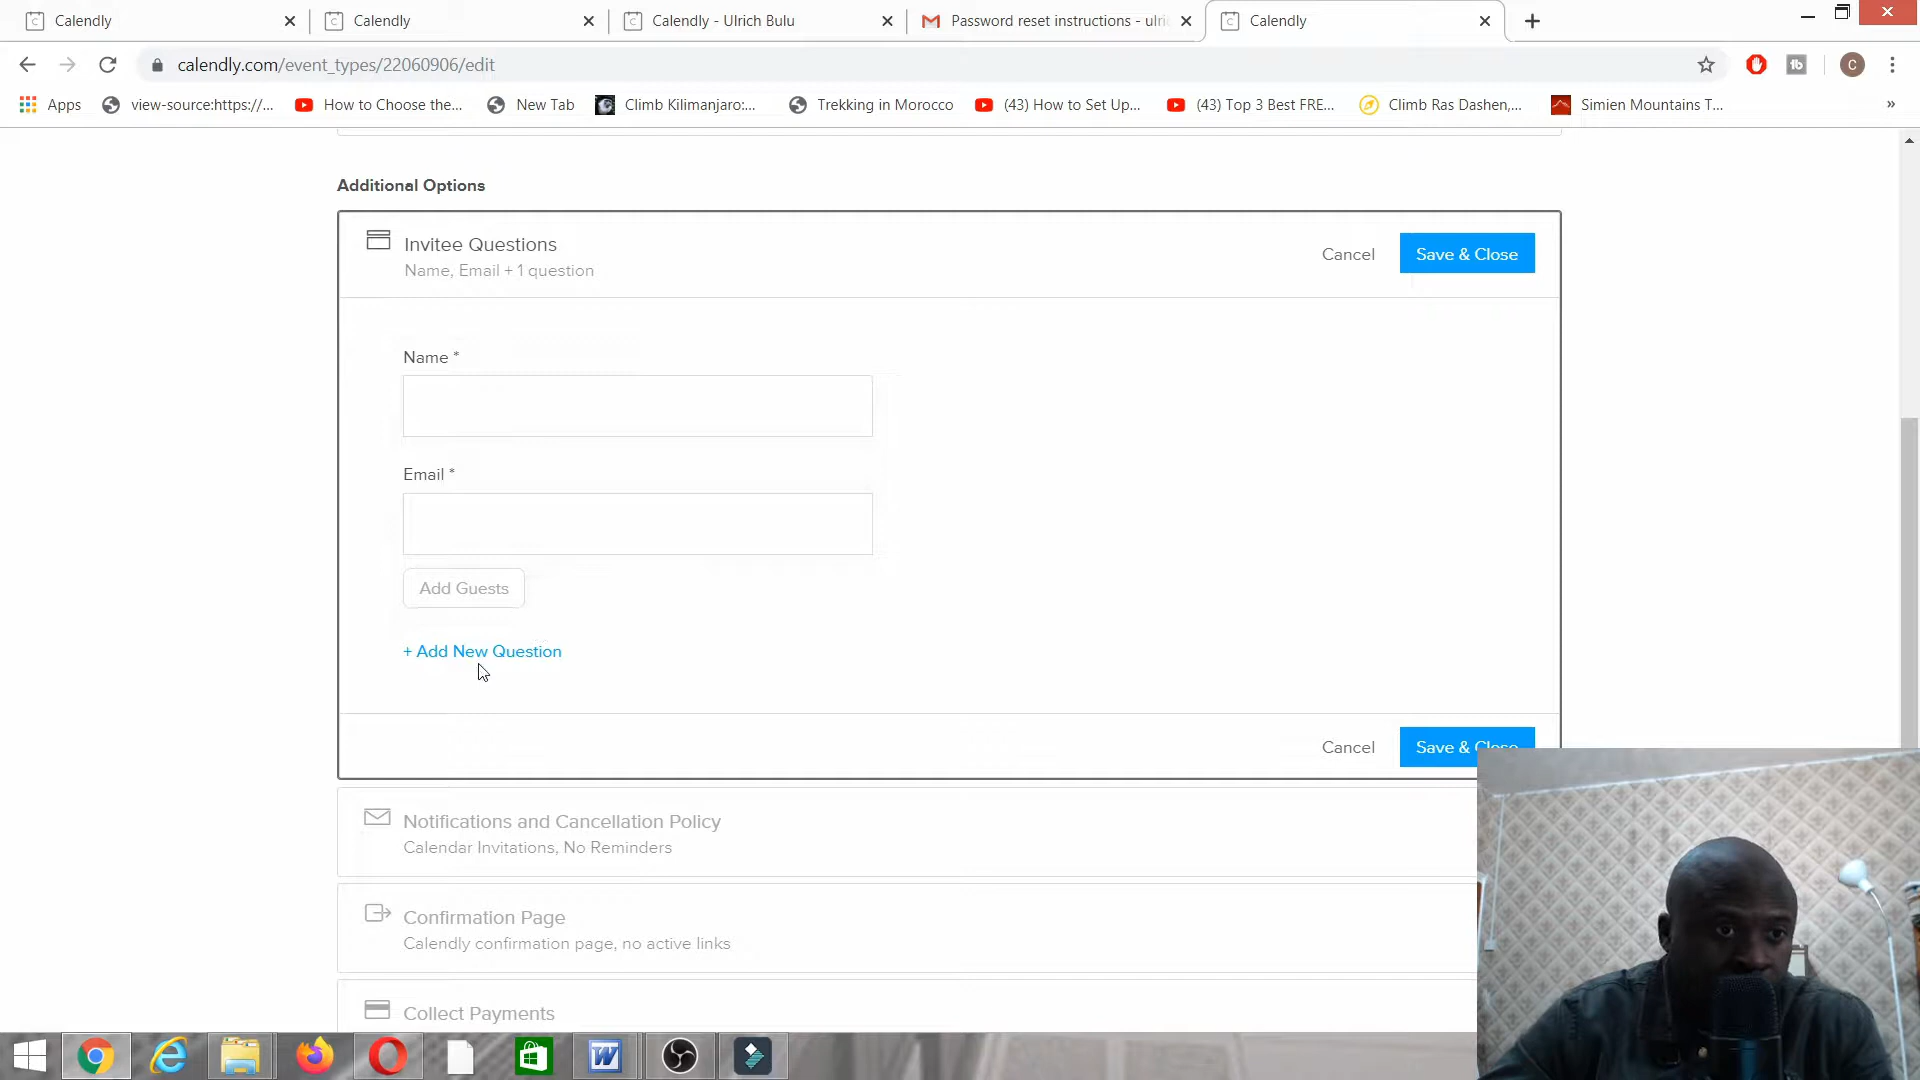 Calendly
Calendly
Calendly - Ulrich Bulu
Password reset instructions - ulri
Calendly
calendly.com/event_types/22060906/edit
C
Apps
view-source:https://...
How to Choose the...
New Tab
Climb Kilimanjaro:...
Trekking in Morocco
(43) How to Set Up...
(43) Top 3 Best FRE...
Climb Ras Dashen,...
Simien Mountains T...
»
Additional Options
Invitee Questions
Name, Email + 1 question
Cancel
Save & Close
Name *
Email *
Add Guests
+ Add New Question
Cancel
Save & Close
Notifications and Cancellation Policy
Calendar Invitations, No Reminders
Confirmation Page
Calendly confirmation page, no active links
Collect Payments